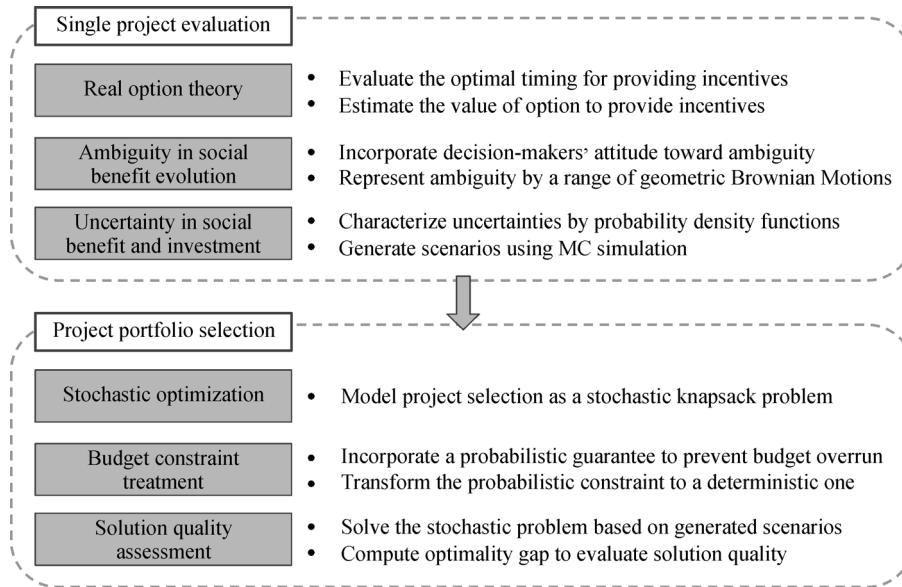 Single project evaluation
Real option theory
• Evaluate the optimal timing for providing incentives
• Estimate the value of option to provide incentives
Ambiguity in social
benefit evolution
• Incorporate decision-makers’ attitude toward ambiguity
• Represent ambiguity by a range of geometric Brownian Motions
Uncertainty in social
benefit and investment
• Characterize uncertainties by probability density functions
• Generate scenarios using MC simulation
Project portfolio selection
Stochastic optimization
• Model project selection as a stochastic knapsack problem
Budget constraint
treatment
• Incorporate a probabilistic guarantee to prevent budget overrun
• Transform the probabilistic constraint to a deterministic one
Solution quality
assessment
• Solve the stochastic problem based on generated scenarios
• Compute optimality gap to evaluate solution quality